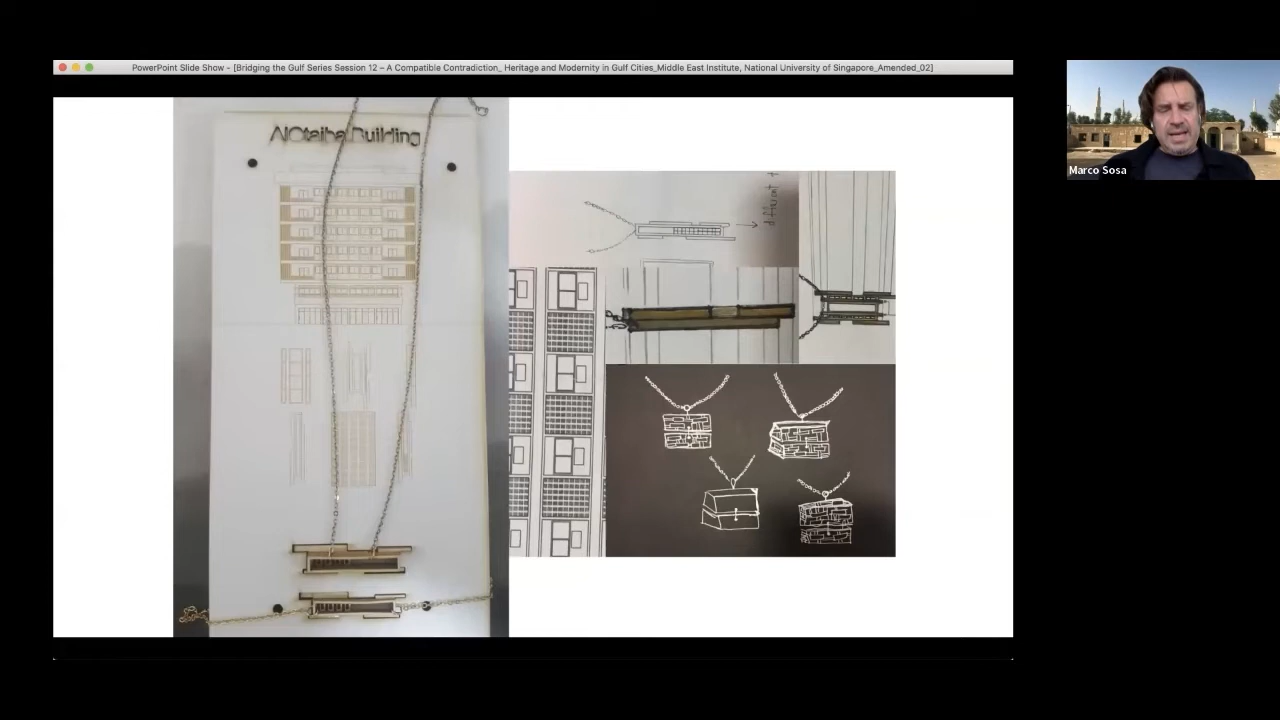 PowerPoint Slide Show - [Bridging the Gulf Series Session 12 – A Compatible Contradiction_ Heritage and Modernity in Gulf Cities_Middle East Institute, National University of Singapore_Amended_02]
AlOtaiba Building
Marco Sosa